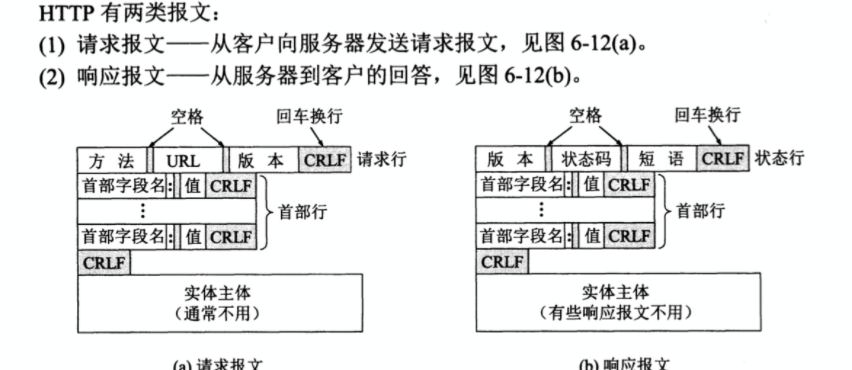 HTTP 有两类报文：
(1) 请求报文——从客户向服务器发送请求报文，见图 6-12(a)。
(2) 响应报文——从服务器到客户的回答，见图 6-12(b)。
空格 回车换行
方 法 URL 版 本 CRLF 请求行
首部字段名： 值 CRLF
⋮ 首部行
首部字段名： 值 CRLF
CRLF
实体主体
（通常不用）
(a) 请求报文
空格 回车换行
版 本 状态码 短 语 CRLF 状态行
首部字段名： 值 CRLF
⋮ 首部行
首部字段名： 值 CRLF
CRLF
实体主体
（有些响应报文不用）
(b) 响应报文